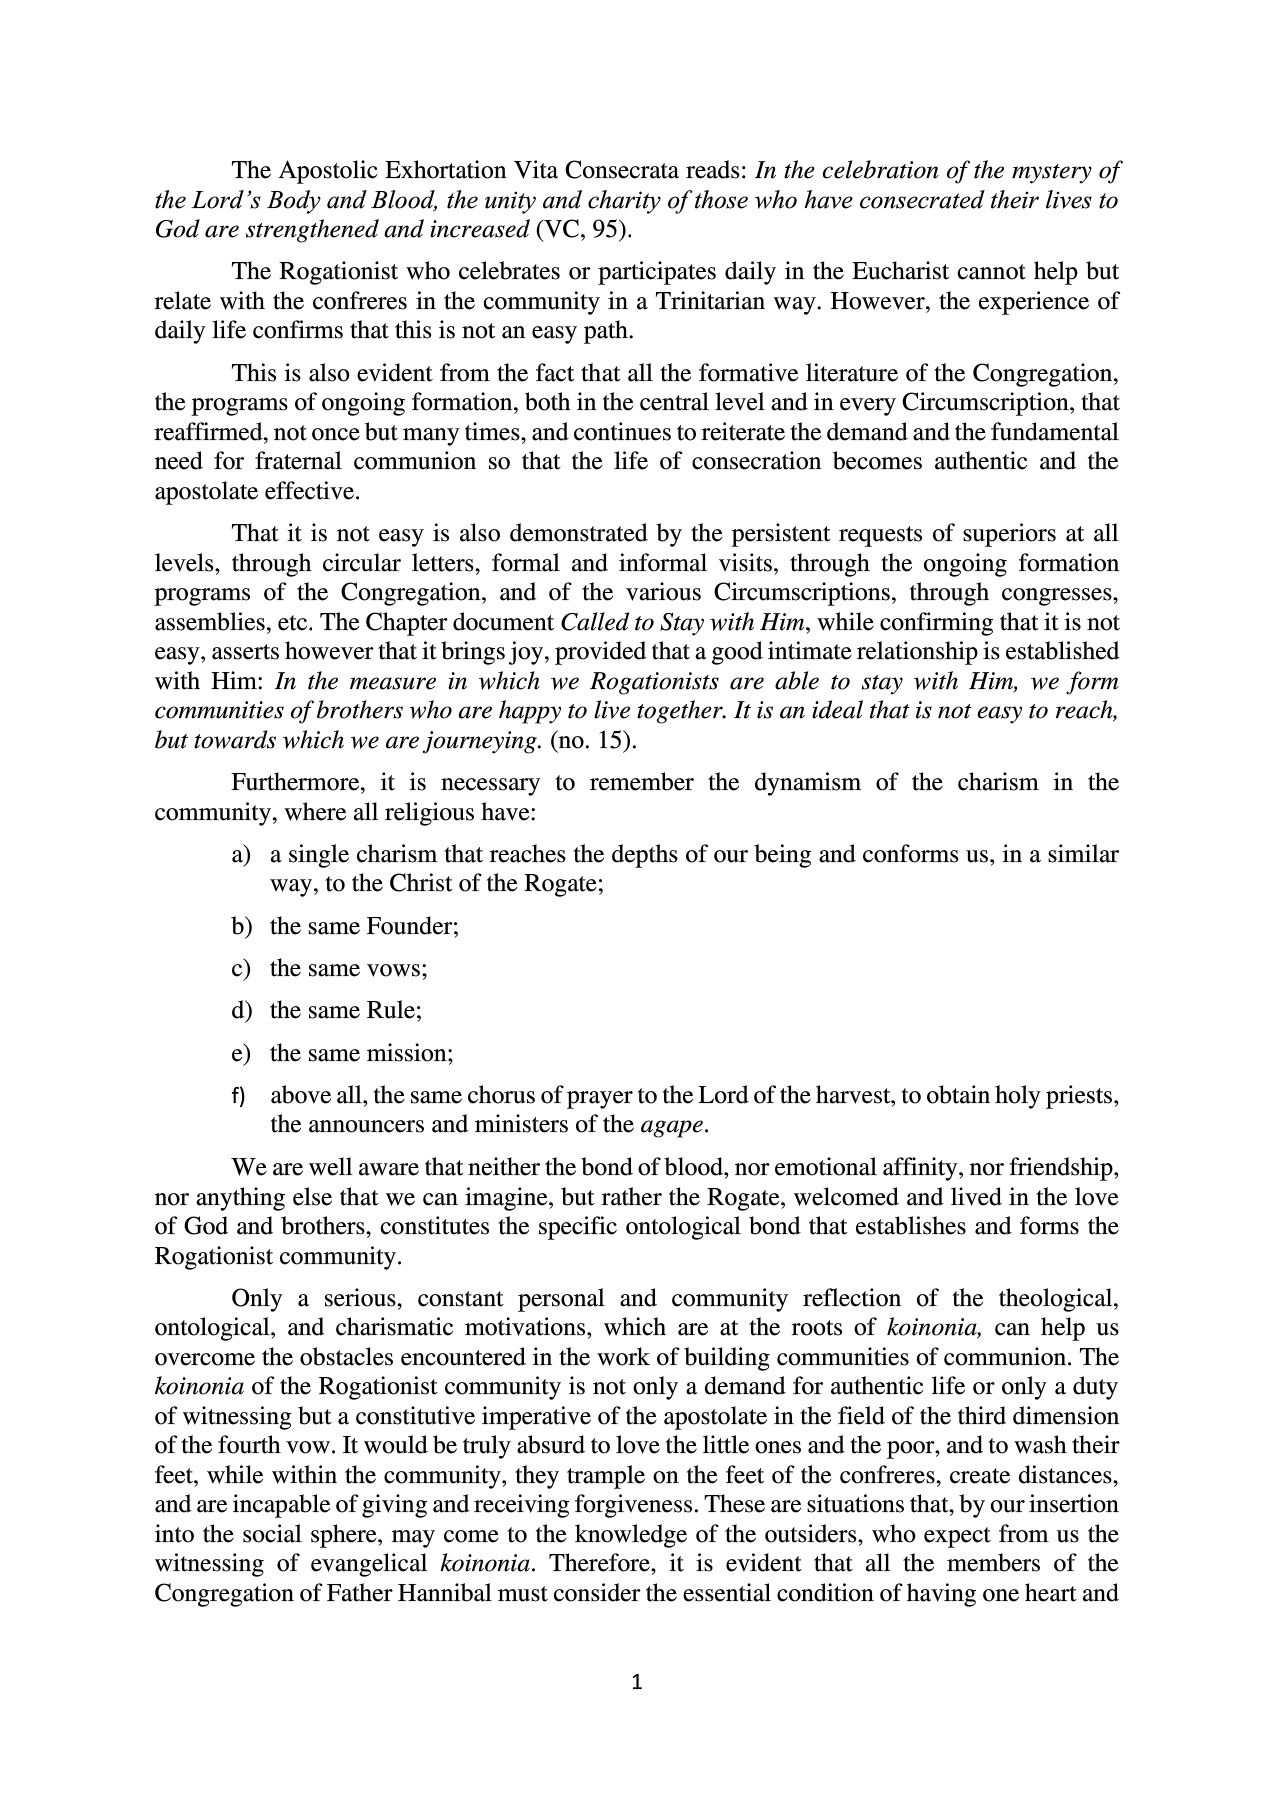 The Apostolic Exhortation Vita Consecrata reads: In the celebration of the mystery of
the Lord’s Body and Blood, the unity and charity of those who have consecrated their lives to
God are strengthened and increased (VC, 95).
The Rogationist who celebrates or participates daily in the Eucharist cannot help but
relate with the confreres in the community in a Trinitarian way. However, the experience of
daily life confirms that this is not an easy path.
This is also evident from the fact that all the formative literature of the Congregation,
the programs of ongoing formation, both in the central level and in every Circumscription, that
reaffirmed, not once but many times, and continues to reiterate the demand and the fundamental
need for fraternal communion so that the life of consecration becomes authentic and the
apostolate effective.
That it is not easy is also demonstrated by the persistent requests of superiors at all
levels, through circular letters, formal and informal visits, through the ongoing formation
programs of the Congregation, and of the various Circumscriptions, through congresses,
assemblies, etc. The Chapter document Called to Stay with Him, while confirming that it is not
easy, asserts however that it brings joy, provided that a good intimate relationship is established
with Him: In the measure in which we Rogationists are able to stay with Him, we form
communities of brothers who are happy to live together. It is an ideal that is not easy to reach,
but towards which we are journeying. (no. 15).
Furthermore, it is necessary to remember the dynamism of the charism in the
community, where all religious have:
a) a single charism that reaches the depths of our being and conforms us, in a similar
way, to the Christ of the Rogate;
b) the same Founder;
c) the same vows;
d) the same Rule;
e) the same mission;
f) above all, the same chorus of prayer to the Lord of the harvest, to obtain holy priests,
the announcers and ministers of the agape.
We are well aware that neither the bond of blood, nor emotional affinity, nor friendship,
nor anything else that we can imagine, but rather the Rogate, welcomed and lived in the love
of God and brothers, constitutes the specific ontological bond that establishes and forms the
Rogationist community.
Only a serious, constant personal and community reflection of the theological,
ontological, and charismatic motivations, which are at the roots of koinonia, can help us
overcome the obstacles encountered in the work of building communities of communion. The
koinonia of the Rogationist community is not only a demand for authentic life or only a duty
of witnessing but a constitutive imperative of the apostolate in the field of the third dimension
of the fourth vow. It would be truly absurd to love the little ones and the poor, and to wash their
feet, while within the community, they trample on the feet of the confreres, create distances,
and are incapable of giving and receiving forgiveness. These are situations that, by our insertion
into the social sphere, may come to the knowledge of the outsiders, who expect from us the
witnessing of evangelical koinonia. Therefore, it is evident that all the members of the
Congregation of Father Hannibal must consider the essential condition of having one heart and
1